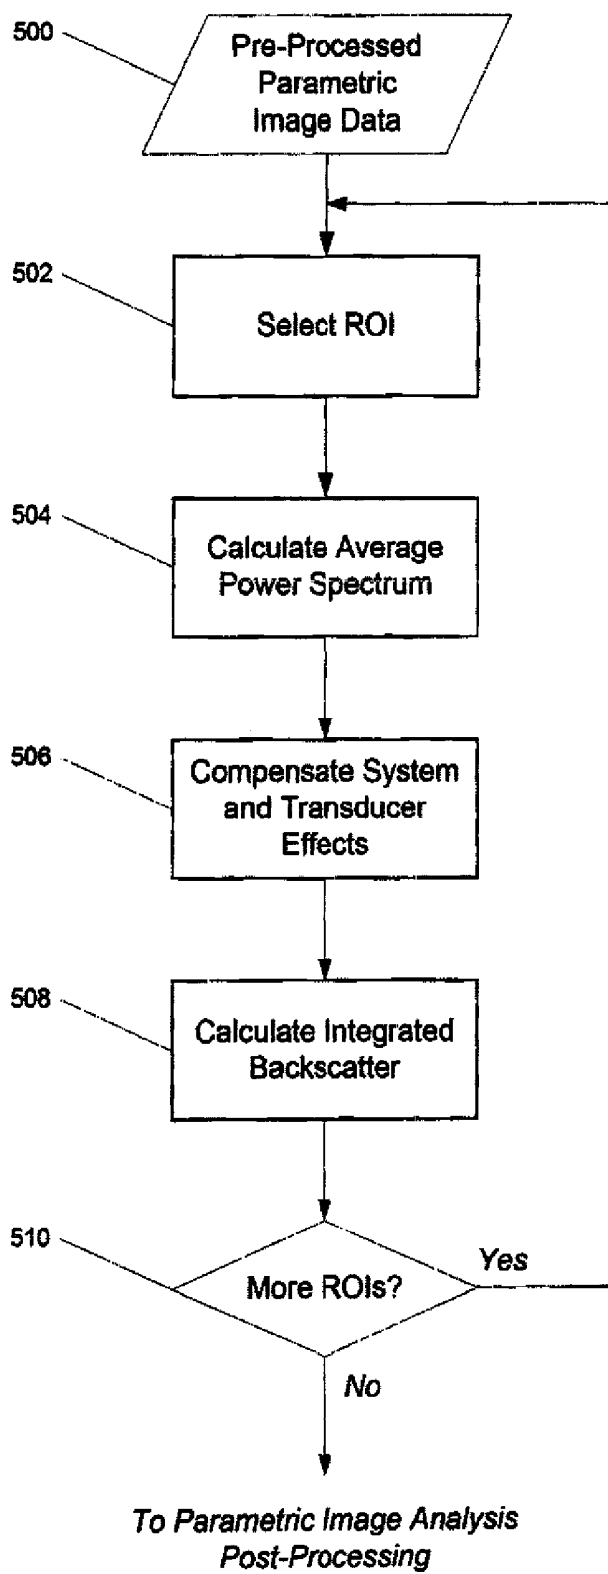 500
Pre-Processed
Parametric
Image Data
502
Select ROI
504
Calculate Average
Power Spectrum
506
Compensate System
and Transducer
Effects
508
Calculate Integrated
Backscatter
510
More ROIs?
Yes
No
To Parametric Image Analysis
Post-Processing